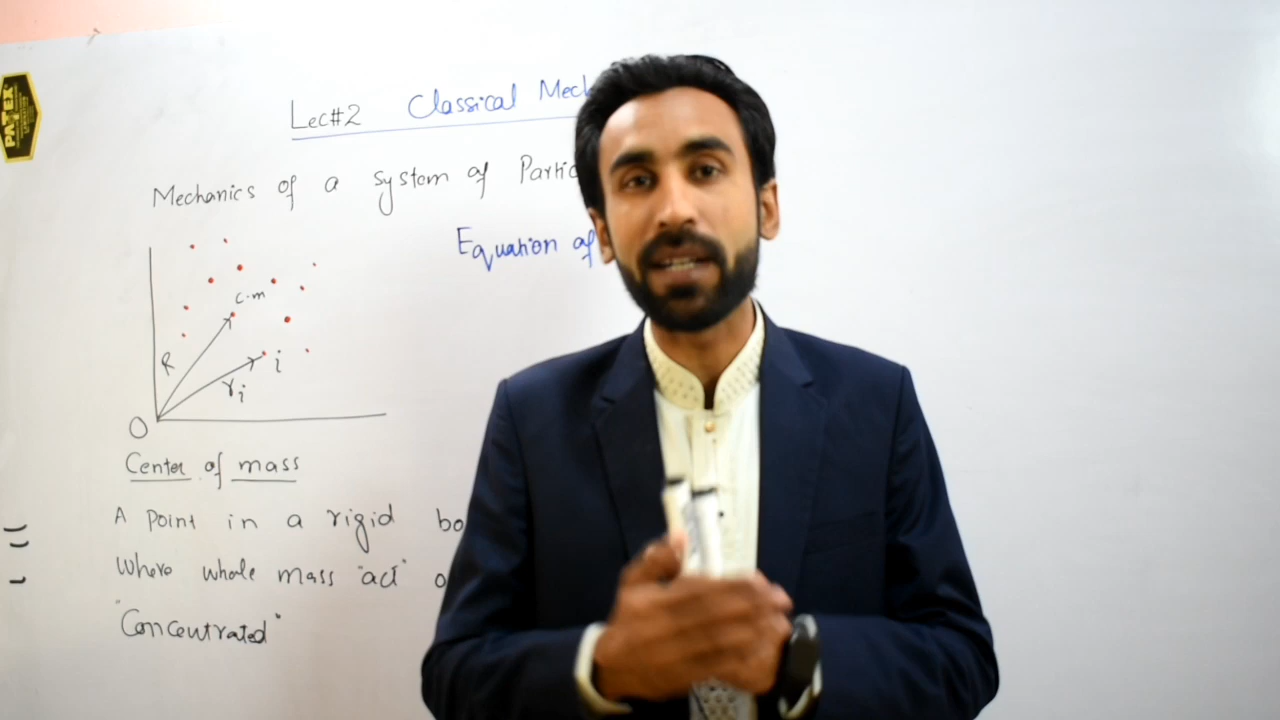 PATEX
Lec#2 Classical Mech
Mechanics of a system of Partic
Equation of
C.m
R
i
ri
O
Center of mass
A point in a rigid bo
Where whole mass "act" o
"Concentrated"